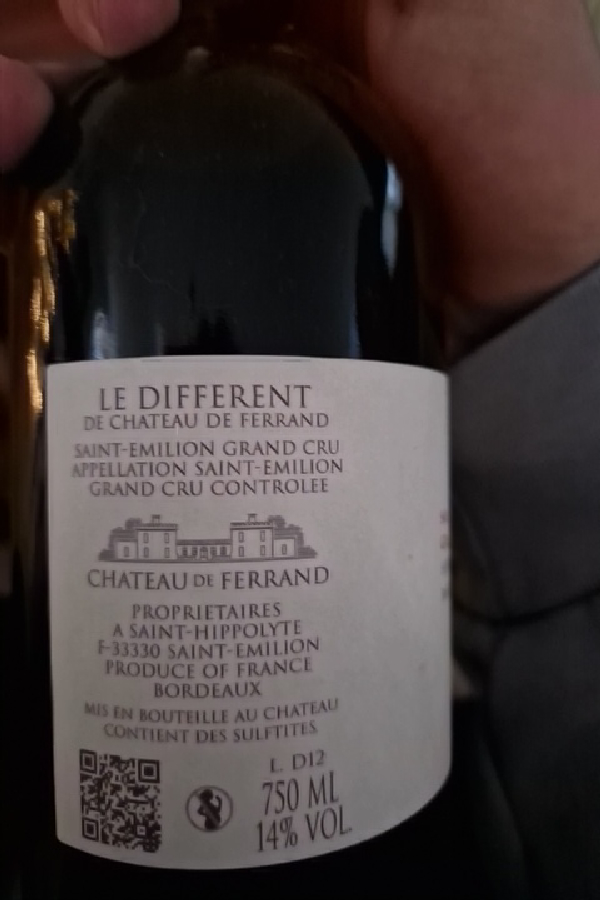 LE DIFFERENT
DE CHATEAU DE FERRAND
SAINT-EMILION GRAND CRU
APPELLATION SAINT-EMILION
GRAND CRU CONTROLEE
CHATEAU DE FERRAND
PROPRIETAIRES
A SAINT-HIPPOLYTE
F-33330 SAINT-EMILION
PRODUCE OF FRANCE
BORDEAUX
MIS EN BOUTEILLE AU CHATEAU
CONTIENT DES SULFTITES
L. D12
750 ML
14% VOL